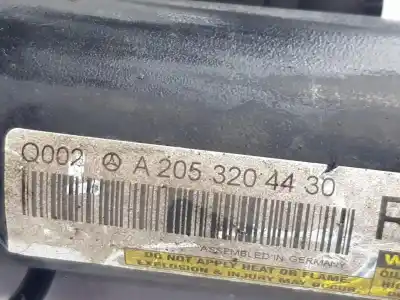 Q002 A 205 320 44 30
R
ASSEMBLED IN GERMANY
DO NOT APPLY HEAT OR FLAME
EXPLOSION & INJURY MAY OCCUR